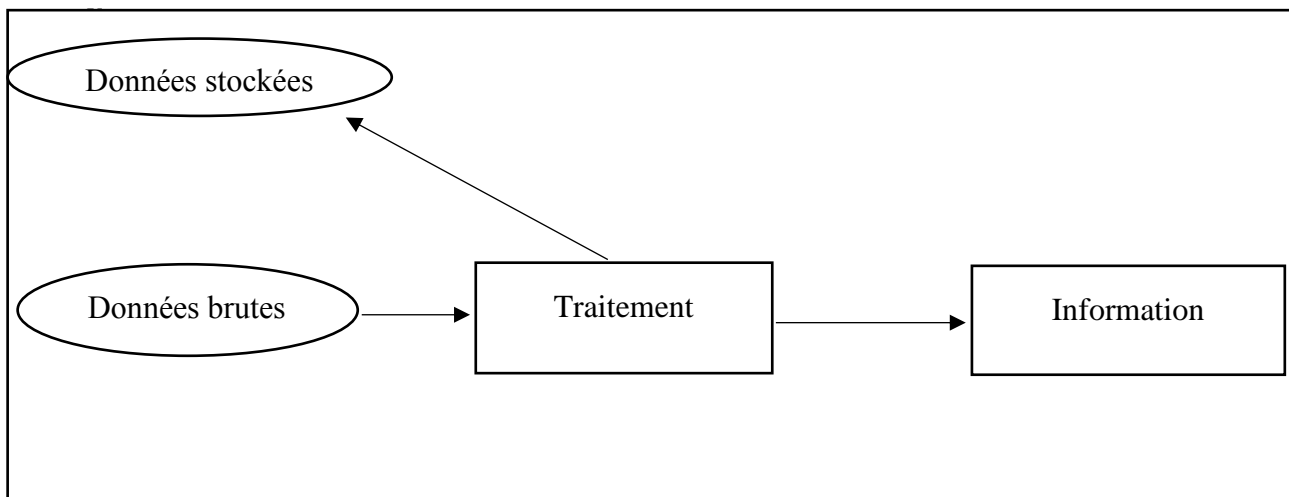 Données stockées
Données brutes
Traitement
Information